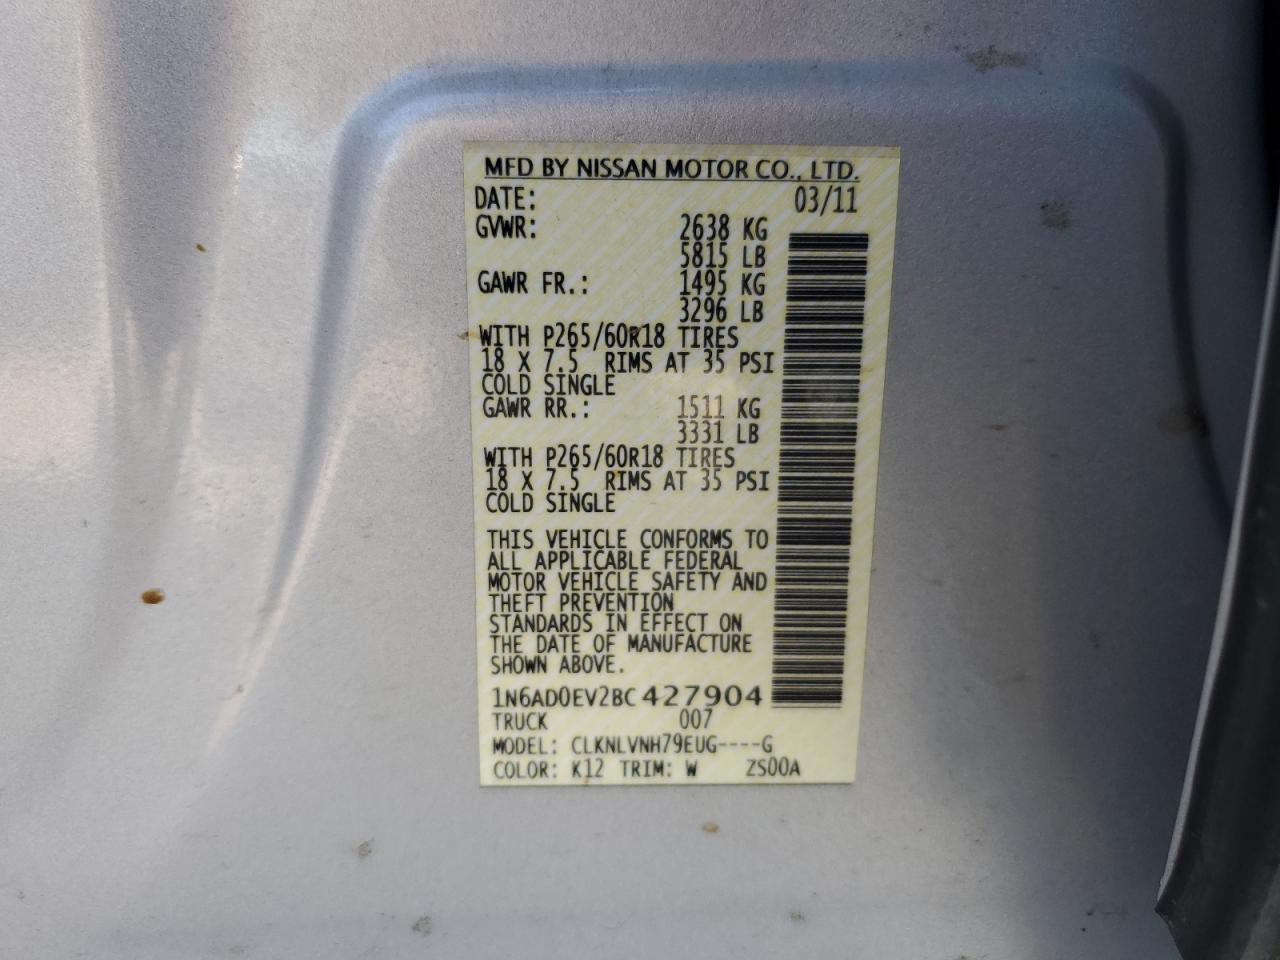 MFD BY NISSAN MOTOR CO., LTD.
DATE: 03/11
GVWR: 2638 KG
5815 LB
GAWR FR.: 1495 KG
3296 LB
WITH P265/60R18 TIRES
18 X 7.5 RIMS AT 35 PSI
COLD SINGLE
GAWR RR.: 1511 KG
3331 LB
WITH P265/60R18 TIRES
18 X 7.5 RIMS AT 35 PSI
COLD SINGLE
THIS VEHICLE CONFORMS TO
ALL APPLICABLE FEDERAL
MOTOR VEHICLE SAFETY AND
THEFT PREVENTION
STANDARDS IN EFFECT ON
THE DATE OF MANUFACTURE
SHOWN ABOVE.
1N6AD0EV2BC427904
TRUCK 007
MODEL: CLKNLVNH79EUG----G
COLOR: K12 TRIM: W ZS00A